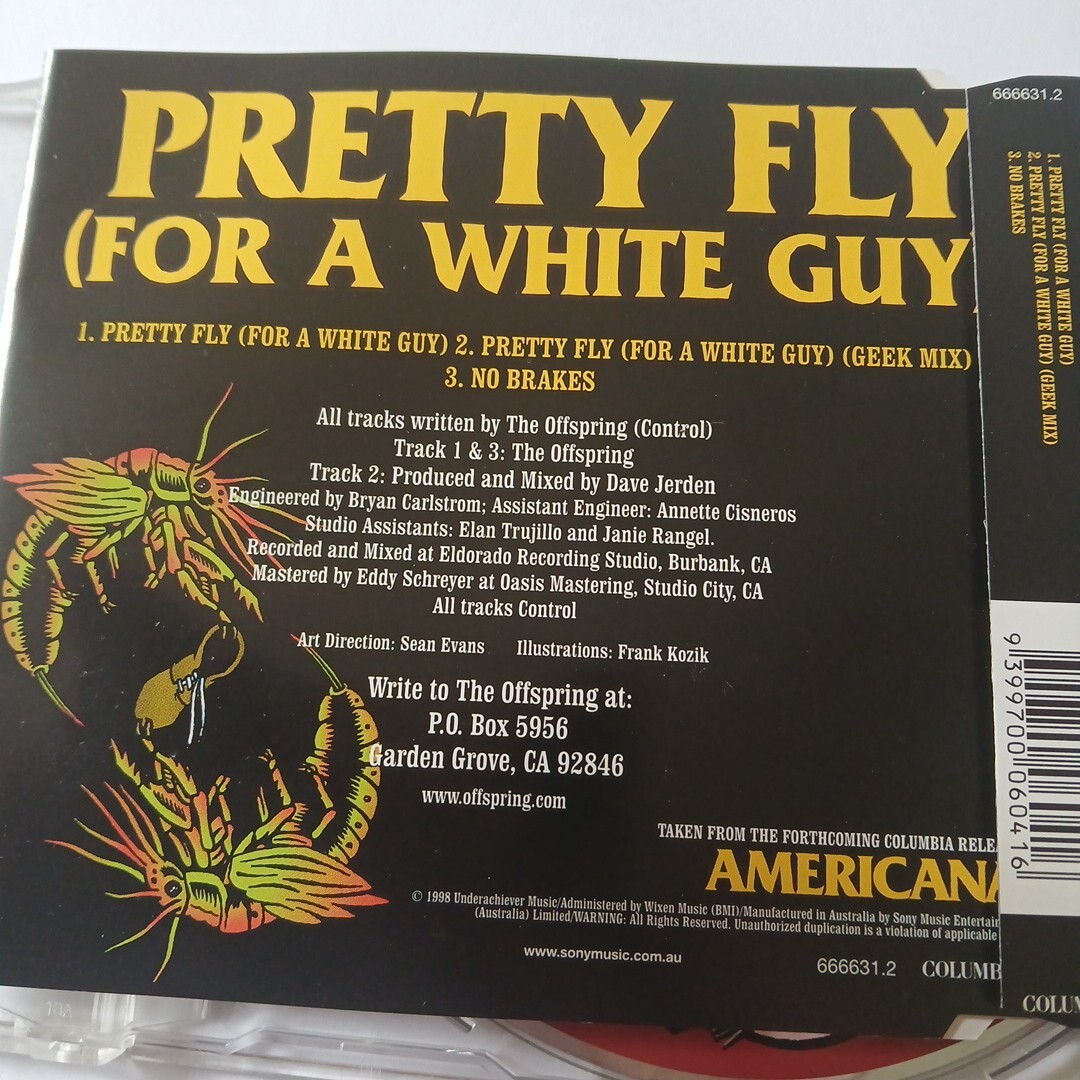 PRETTY FLY
(FOR A WHITE GUY)
1. PRETTY FLY (FOR A WHITE GUY) 2. PRETTY FLY (FOR A WHITE GUY) (GEEK MIX)
3. NO BRAKES
All tracks written by The Offspring (Control)
Track 1 & 3: The Offspring
Track 2: Produced and Mixed by Dave Jerden
Engineered by Bryan Carlstrom; Assistant Engineer: Annette Cisneros
Studio Assistants: Elan Trujillo and Janie Rangel.
Recorded and Mixed at Eldorado Recording Studio, Burbank, CA
Mastered by Eddy Schreyer at Oasis Mastering, Studio City, CA
All tracks Control
Art Direction: Sean Evans Illustrations: Frank Kozik
Write to The Offspring at:
P.O. Box 5956
Garden Grove, CA 92846
www.offspring.com
TAKEN FROM THE FORTHCOMING COLUMBIA RELEA
AMERICANA
© 1998 Underachiever Music/Administered by Wixen Music (BMI)/Manufactured in Australia by Sony Music Entertain
(Australia) Limited/WARNING: All Rights Reserved. Unauthorized duplication is a violation of applicable
www.sonymusic.com.au
666631.2 COLUMB
666631.2
1. PRETTY FLY (FOR A WHITE GUY)
2. PRETTY FLY (FOR A WHITE GUY) (GEEK MIX)
3. NO BRAKES
9 399700 060416
COLUM